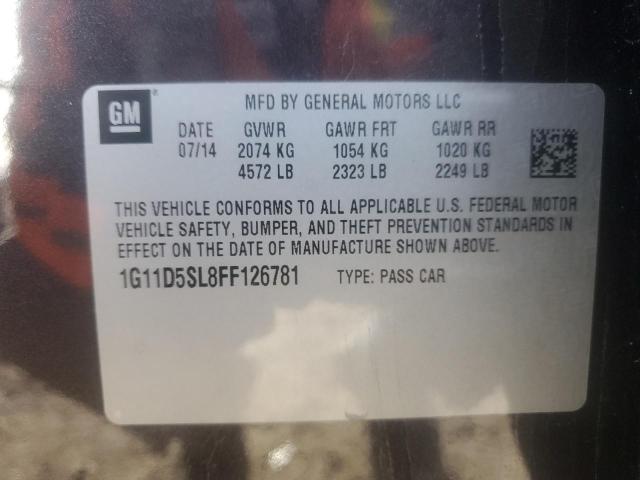 GM
MFD BY GENERAL MOTORS LLC
DATE GVWR GAWR FRT GAWR RR
07/14 2074 KG 1054 KG 1020 KG
4572 LB 2323 LB 2249 LB
THIS VEHICLE CONFORMS TO ALL APPLICABLE U.S. FEDERAL MOTOR
VEHICLE SAFETY, BUMPER, AND THEFT PREVENTION STANDARDS IN
EFFECT ON THE DATE OF MANUFACTURE SHOWN ABOVE.
1G11D5SL8FF126781 TYPE: PASS CAR